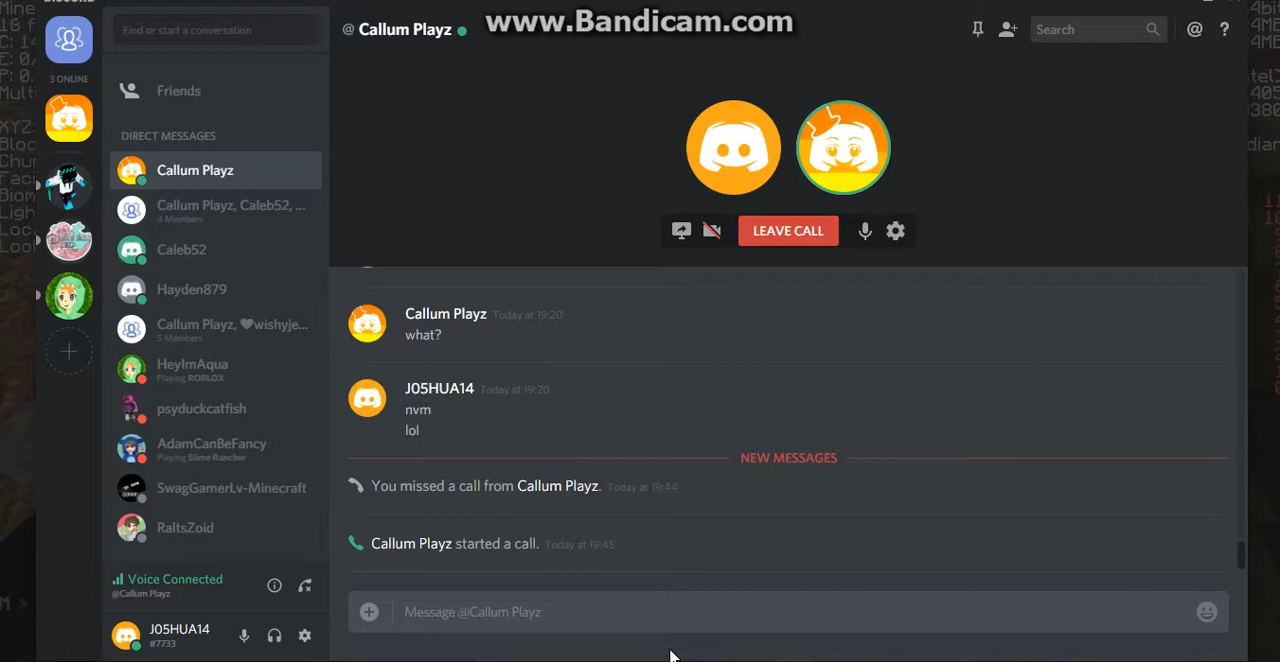 www.Bandicam.com
Find or start a conversation
@ Callum Playz
Search
@
?
3 ONLINE
Friends
DIRECT MESSAGES
Callum Playz
Callum Playz, Caleb52, ...
4 Members
Caleb52
Hayden879
Callum Playz, ♥wishyje...
5 Members
HeyImAqua
Playing ROBLOX
psyduckcatfish
AdamCanBeFancy
Playing Slime Rancher
SwagGamerLv-Minecraft
RaltsZoid
Voice Connected
@Callum Playz
J05HUA14
#7733
LEAVE CALL
Callum Playz Today at 19:20
what?
J05HUA14 Today at 19:20
nvm
lol
NEW MESSAGES
You missed a call from Callum Playz. Today at 19:44
Callum Playz started a call. Today at 19:45
Message @Callum Playz